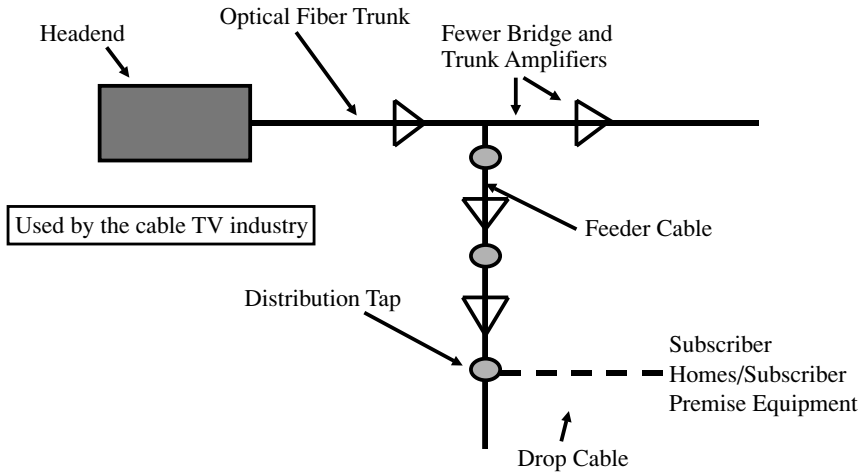 Optical Fiber Trunk
Headend
Fewer Bridge and
Trunk Amplifiers
Used by the cable TV industry
Feeder Cable
Distribution Tap
Subscriber
Homes/Subscriber
Premise Equipment
Drop Cable